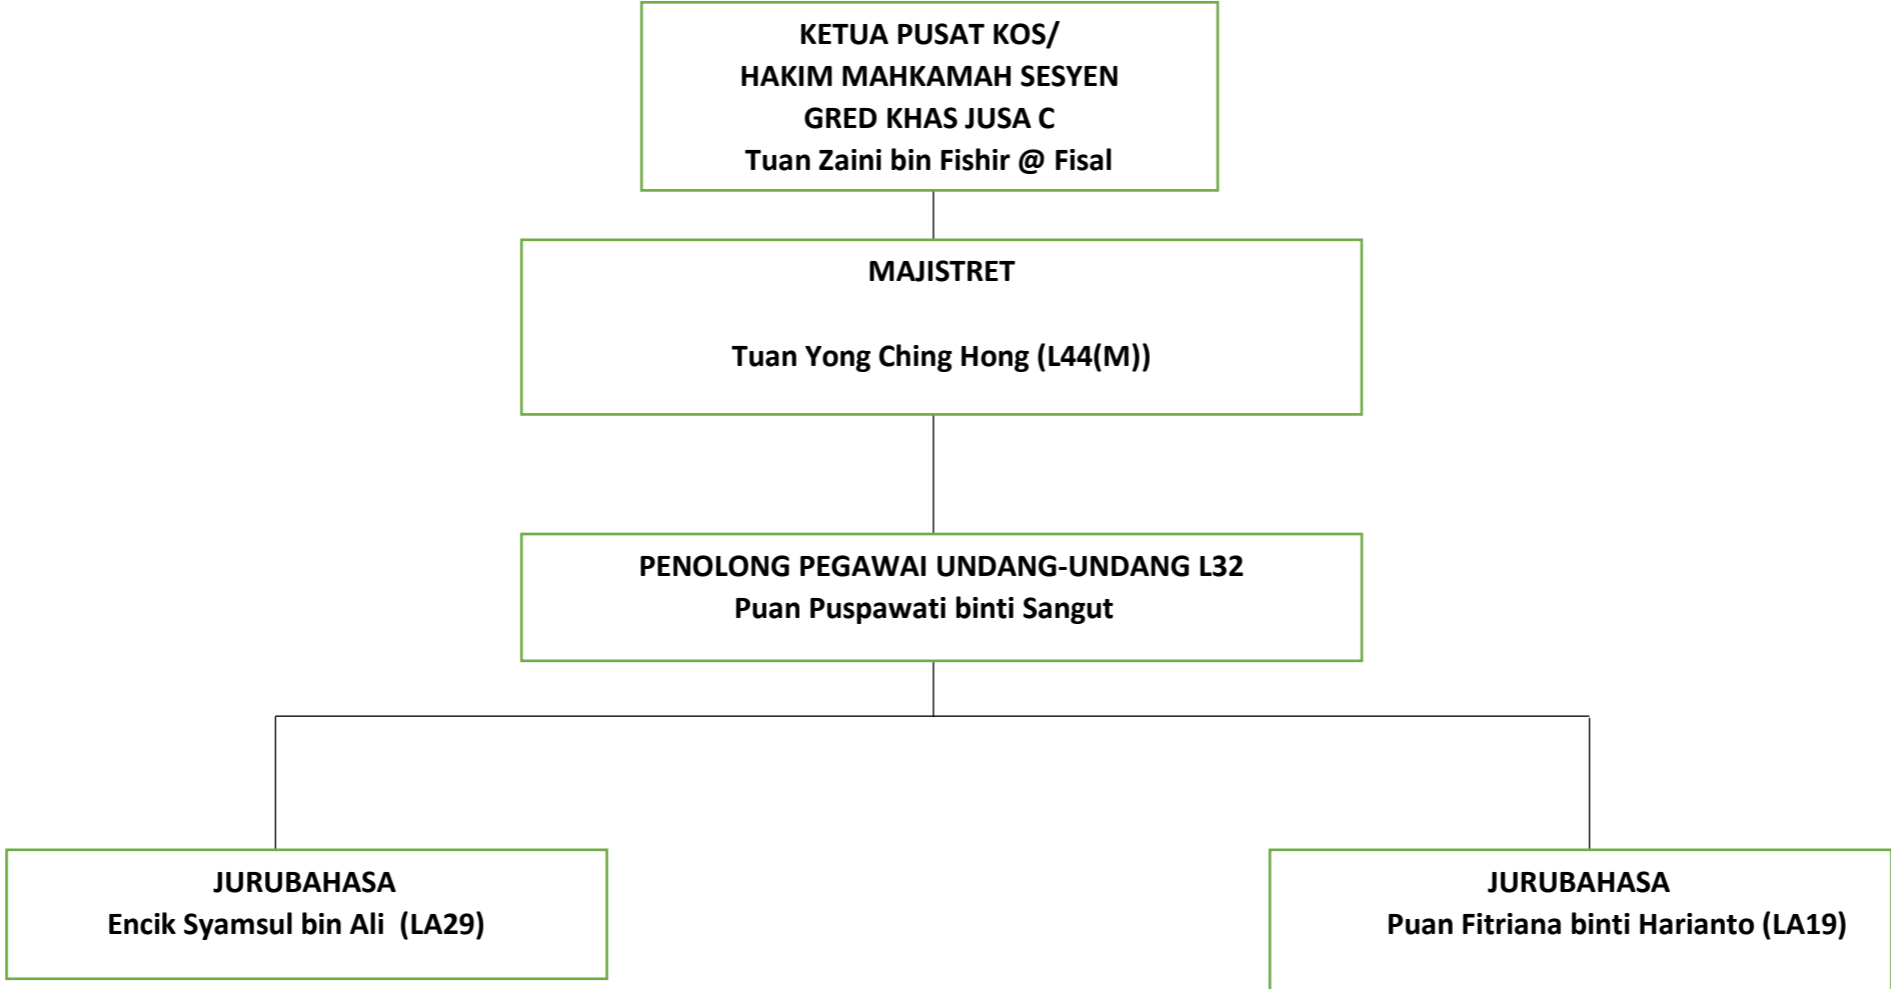 KETUA PUSAT KOS/
HAKIM MAHKAMAH SESYEN
GRED KHAS JUSA C
Tuan Zaini bin Fishir @ Fisal
MAJISTRET
Tuan Yong Ching Hong (L44(M))
PENOLONG PEGAWAI UNDANG-UNDANG L32
Puan Puspawati binti Sangut
JURUBAHASA
Encik Syamsul bin Ali (LA29)
JURUBAHASA
Puan Fitriana binti Harianto (LA19)